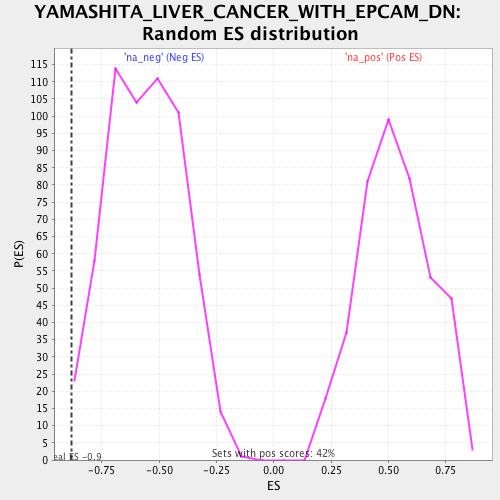 YAMASHITA_LIVER_CANCER_WITH_EPCAM_DN:
Random ES distribution
'na_neg' (Neg ES)
'na_pos' (Pos ES)
115
110
105
100
95
90
85
80
75
70
65
60
55
50
45
40
35
30
25
20
15
10
5
0
P(ES)
eal ES -0.9
Sets with pos scores: 42%
-0.75 -0.50 -0.25 0.00 0.25 0.50 0.75
ES